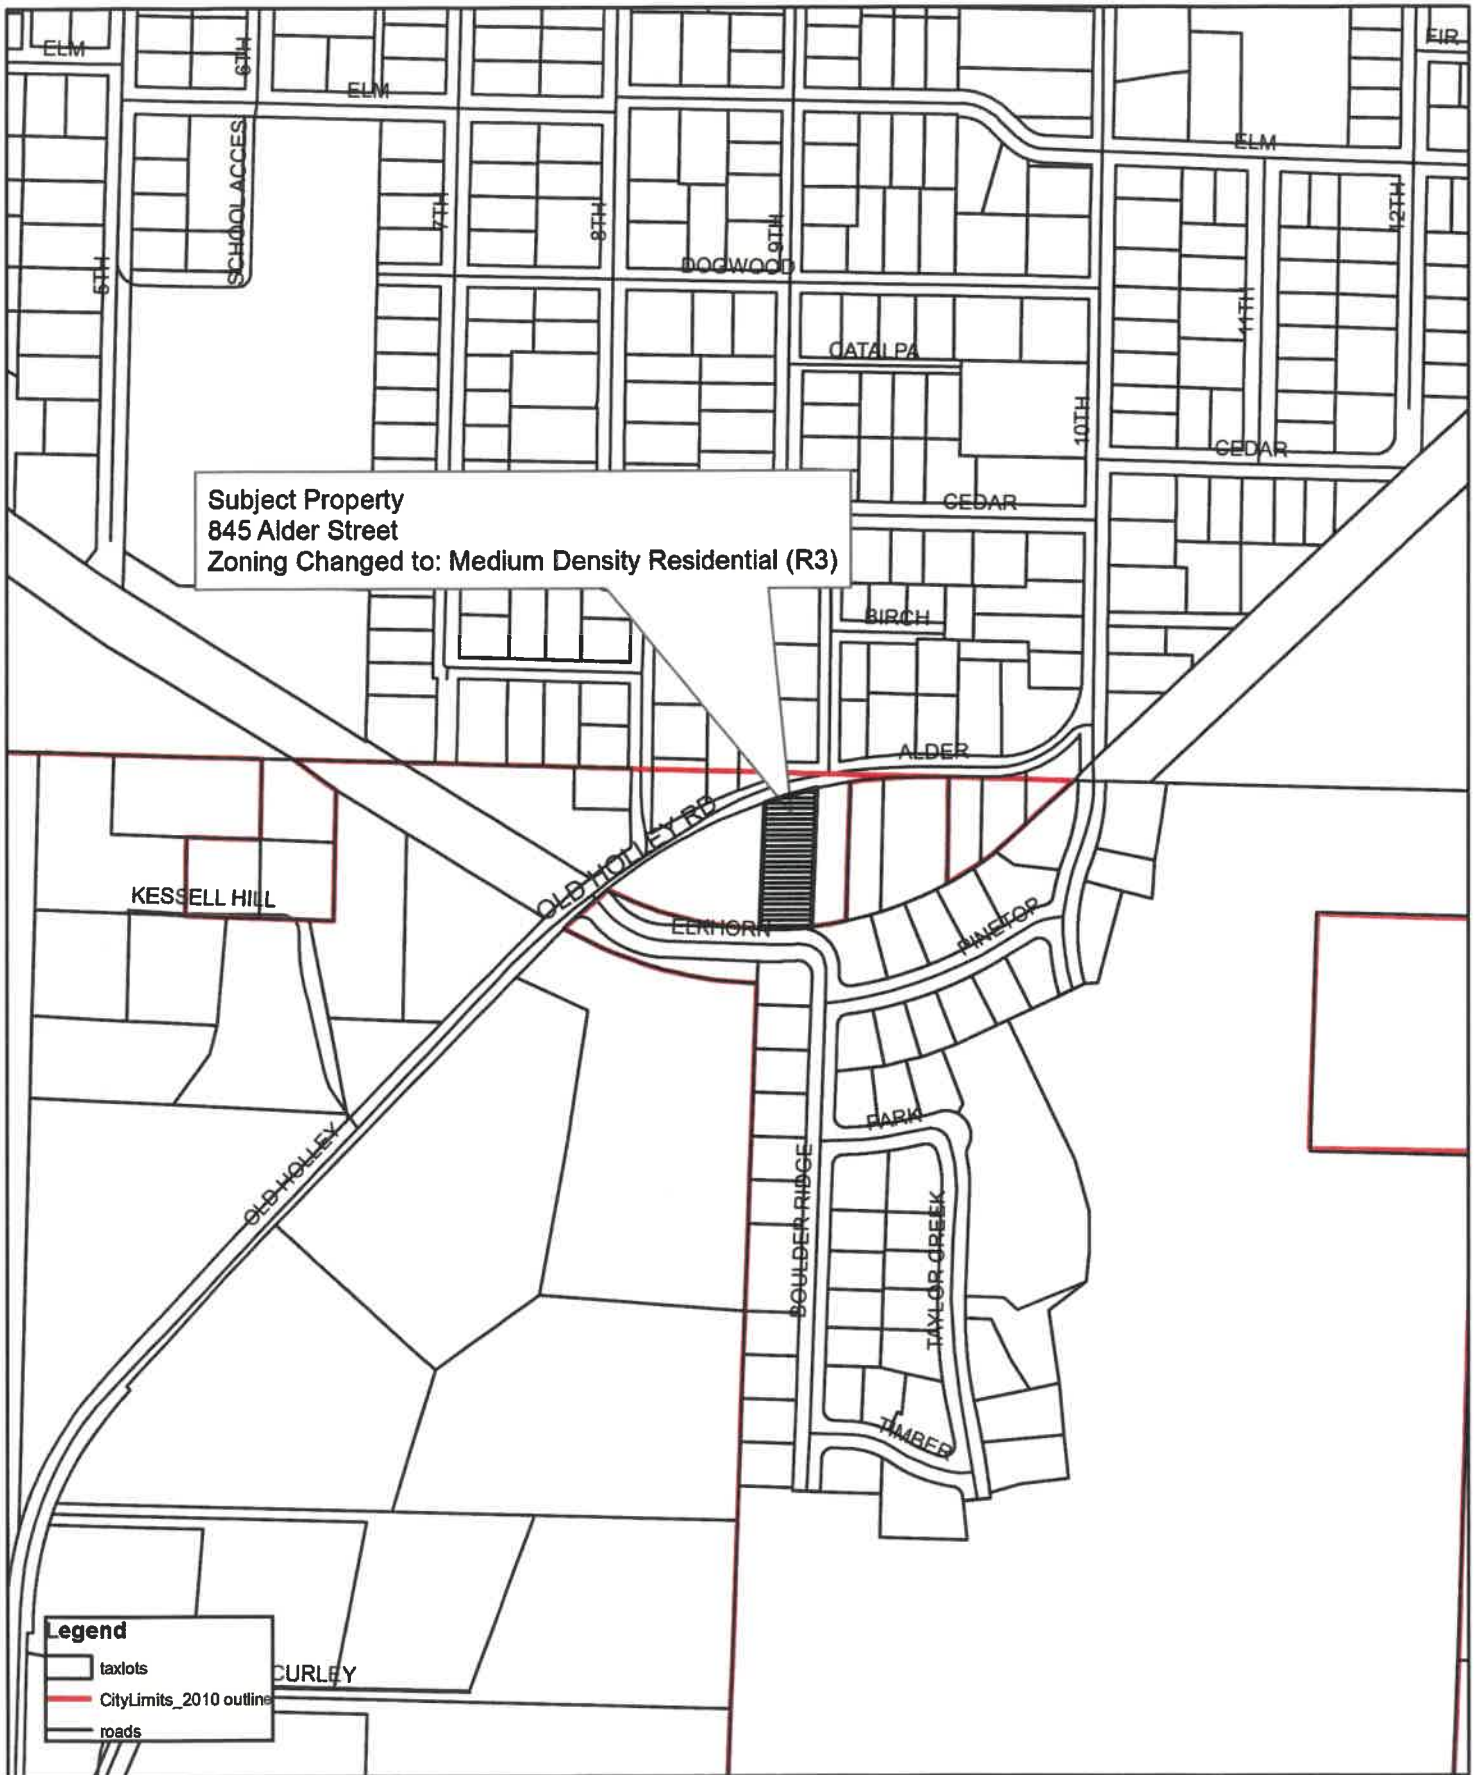 ELM
6TH
ELM
FIR
ELM
SCHOOL ACCES
7TH
8TH
9TH
12TH
5TH
DOGWOOD
11TH
CATALPA
10TH
CEDAR
CEDAR
Subject Property
845 Alder Street
Zoning Changed to: Medium Density Residential (R3)
BIRCH
ALDER
OLD HOLLEY RD
KESSELL HILL
ELKHORN
PINETOP
PARK
OLD HOLLEY
BOULDER RIDGE
TAYLOR CREEK
TIMBER
Legend
taxlots
CityLimits_2010 outline
roads
CURLEY